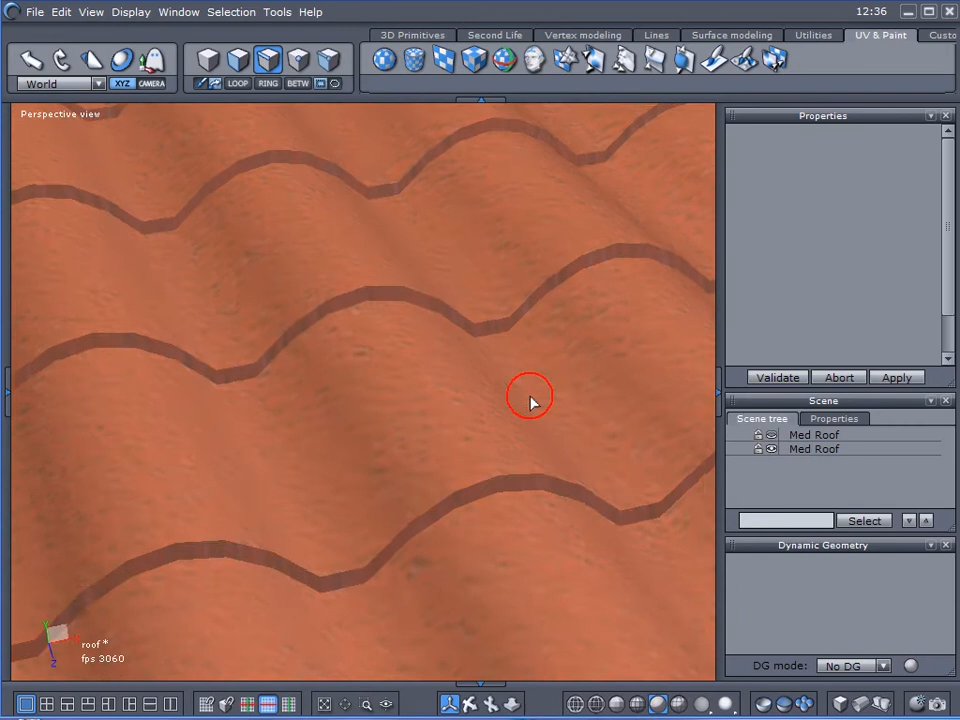 File Edit View Display Window Selection Tools Help 12:36
3D Primitives Second Life Vertex modeling Lines Surface modeling Utilities UV & Paint Custo
World XYZ CAMERA LOOP RING BETW
Perspective view
Properties
Validate Abort Apply
Scene
Scene tree Properties
Med Roof
Med Roof
Select
Dynamic Geometry
Y
Z
roof *
fps 3060
DG mode: No DG